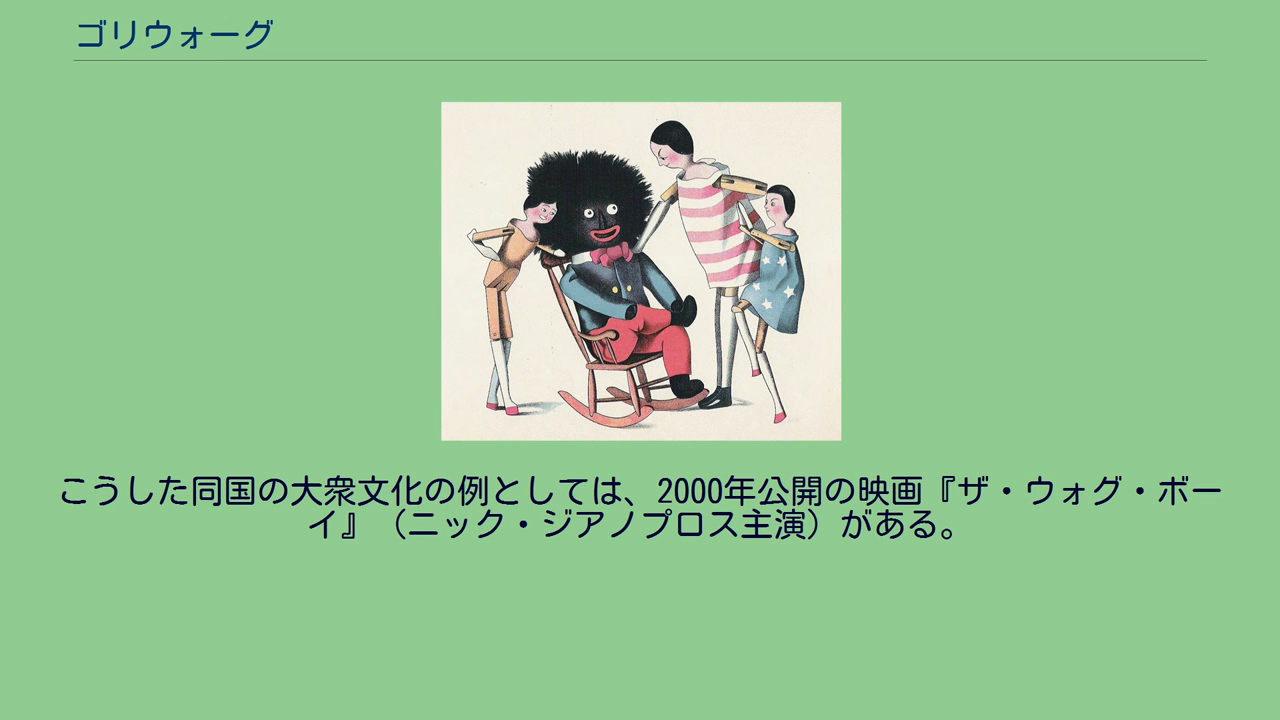 ゴリウォーグ
こうした同国の大衆文化の例としては、2000年公開の映画『ザ・ウォグ・ボー
イ』（ニック・ジアノプロス主演）がある。